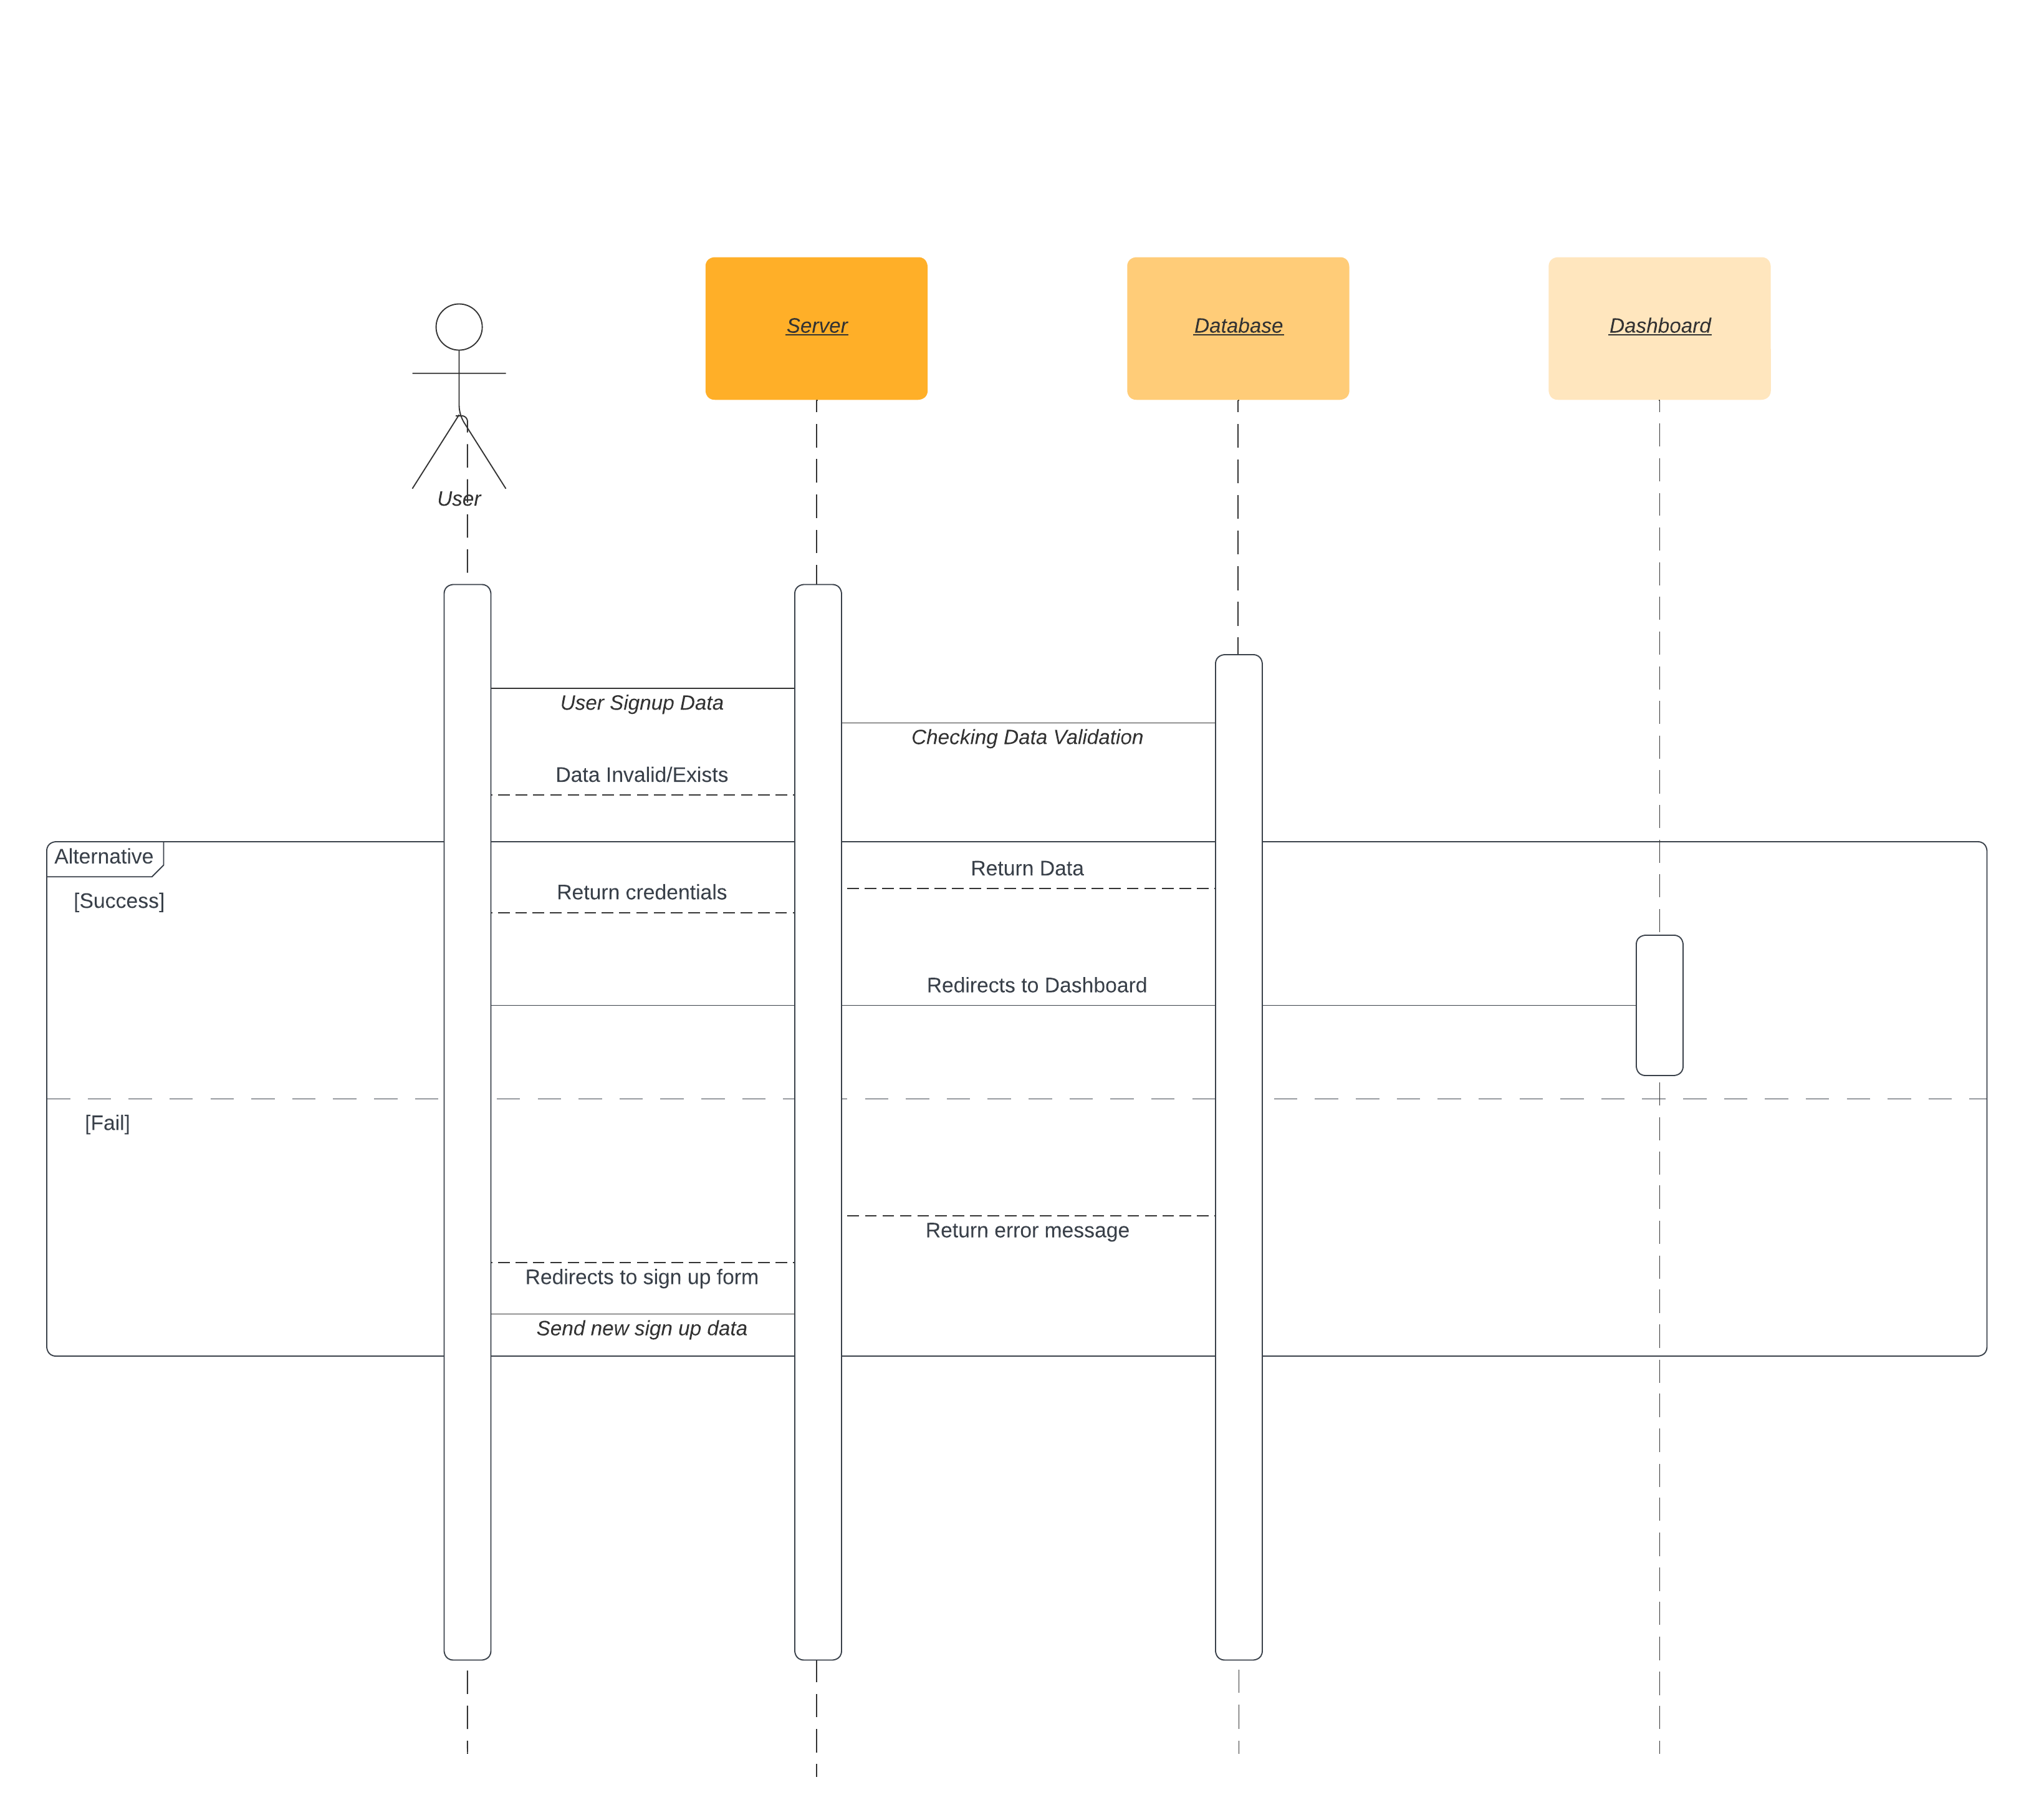 Server
Database
Dashboard
User
User Signup Data
Checking Data Validation
Data Invalid/Exists
Alternative
Return Data
Return credentials
[Success]
Redirects to Dashboard
[Fail]
Return error message
Redirects to sign up form
Send new sign up data